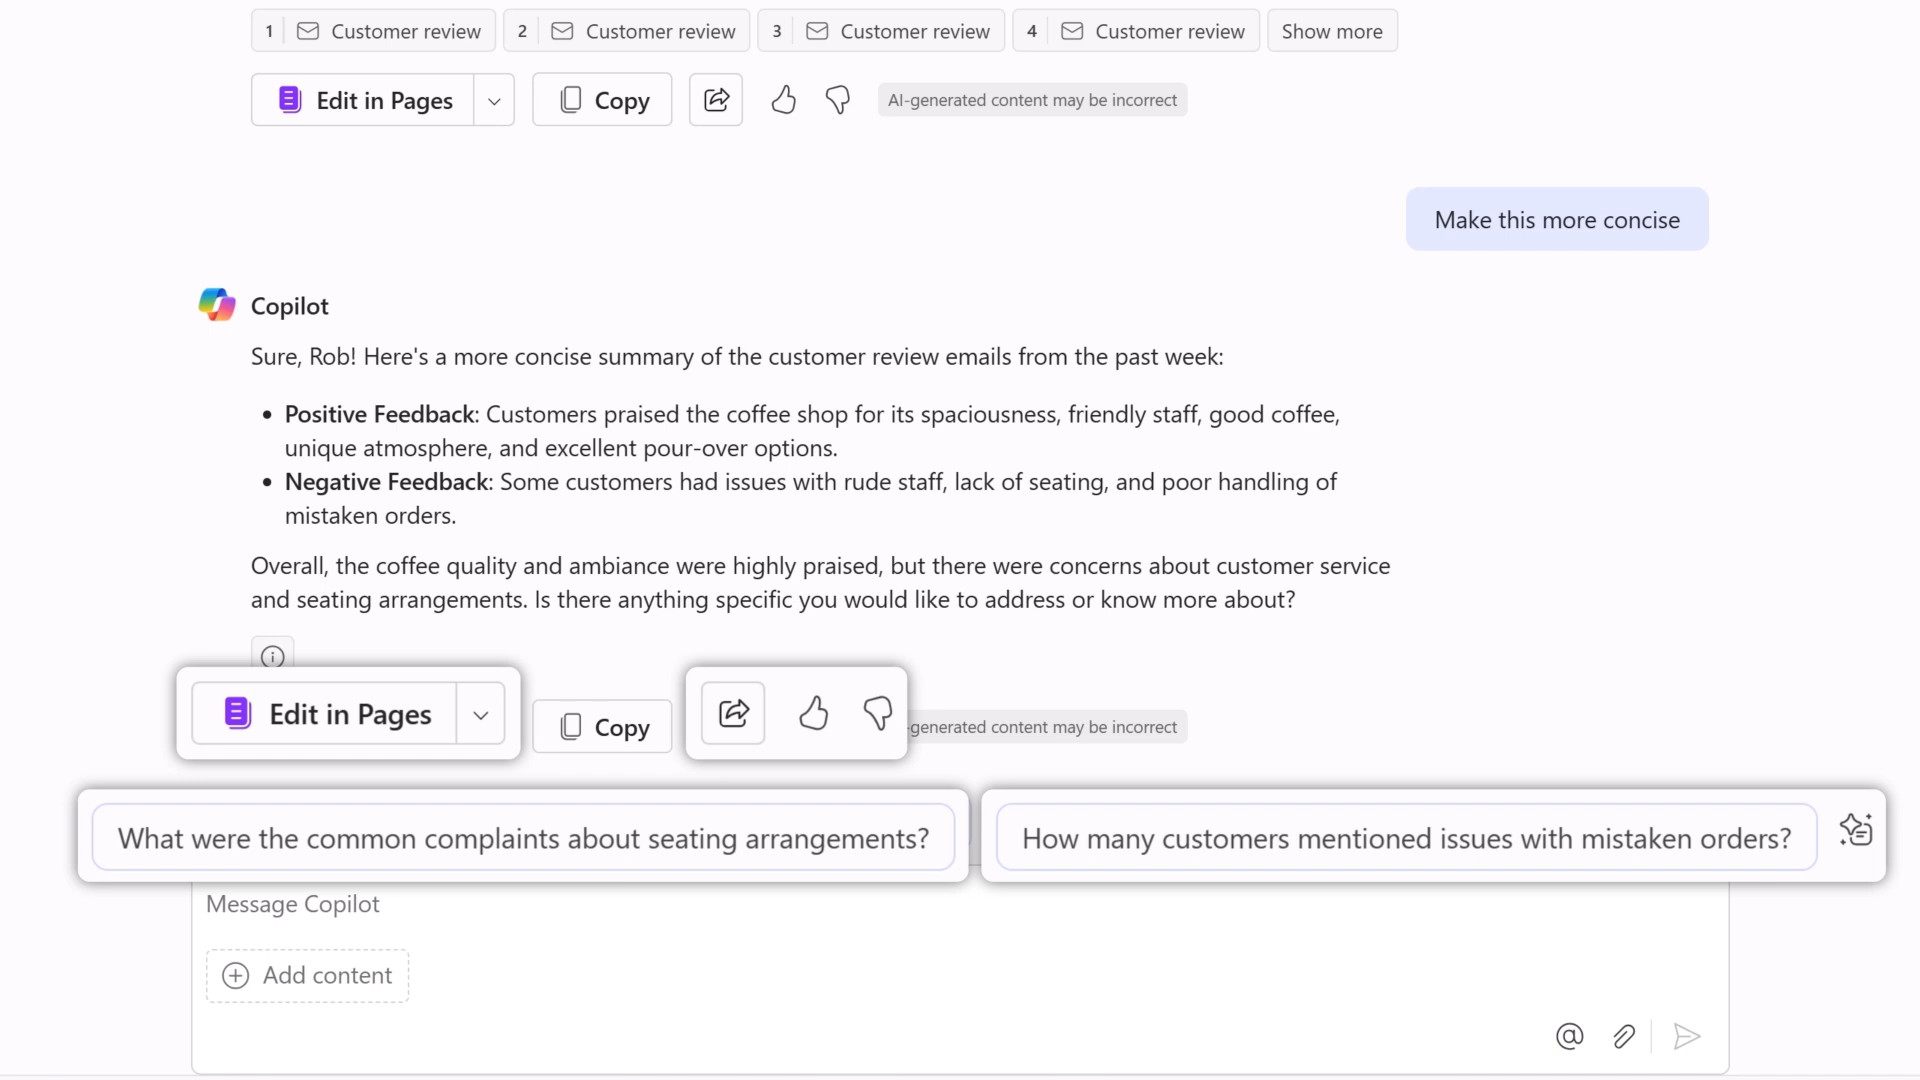 1 Customer review 2 Customer review 3 Customer review 4 Customer review Show more
Edit in Pages Copy AI-generated content may be incorrect
Make this more concise
Copilot
Sure, Rob! Here's a more concise summary of the customer review emails from the past week:
• Positive Feedback: Customers praised the coffee shop for its spaciousness, friendly staff, good coffee,
unique atmosphere, and excellent pour-over options.
• Negative Feedback: Some customers had issues with rude staff, lack of seating, and poor handling of
mistaken orders.
Overall, the coffee quality and ambiance were highly praised, but there were concerns about customer service
and seating arrangements. Is there anything specific you would like to address or know more about?
Edit in Pages Copy -generated content may be incorrect
What were the common complaints about seating arrangements? How many customers mentioned issues with mistaken orders?
Message Copilot
Add content